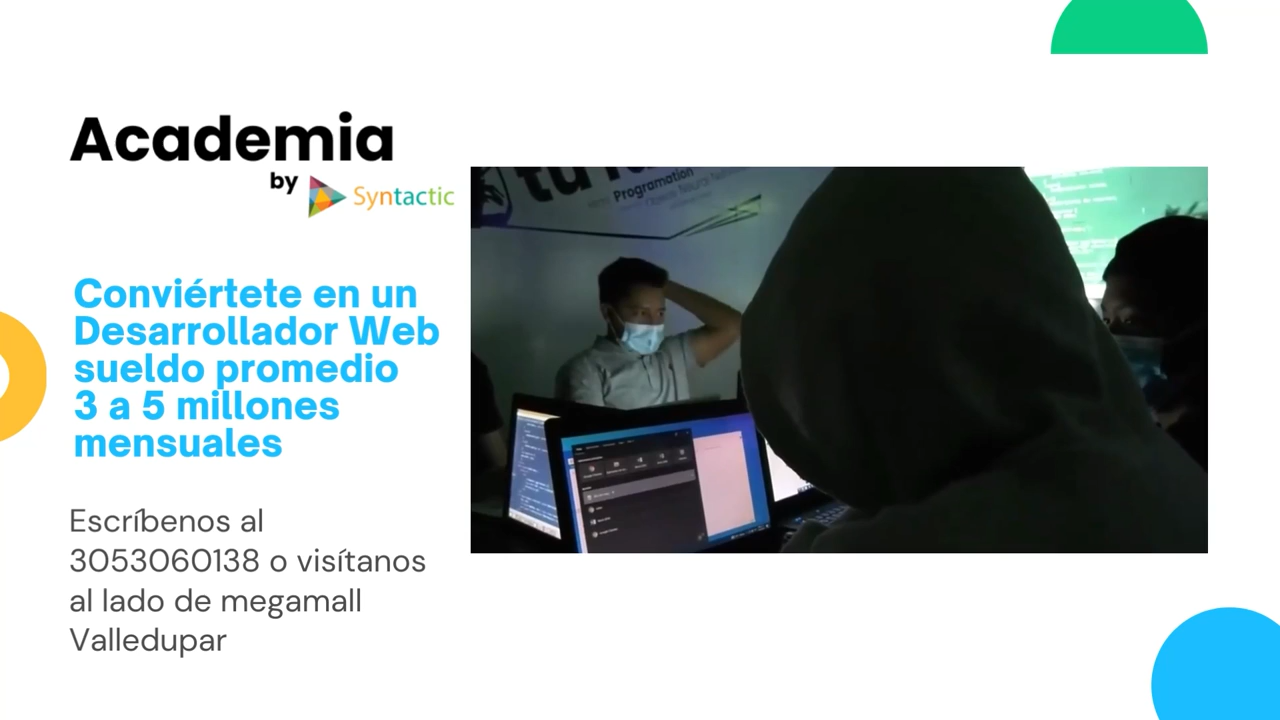 Academia
by Syntactic
Conviértete en un
Desarrollador Web
sueldo promedio
3 a 5 millones
mensuales
Escríbenos al
3053060138 o visítanos
al lado de megamall
Valledupar
tu
Programation